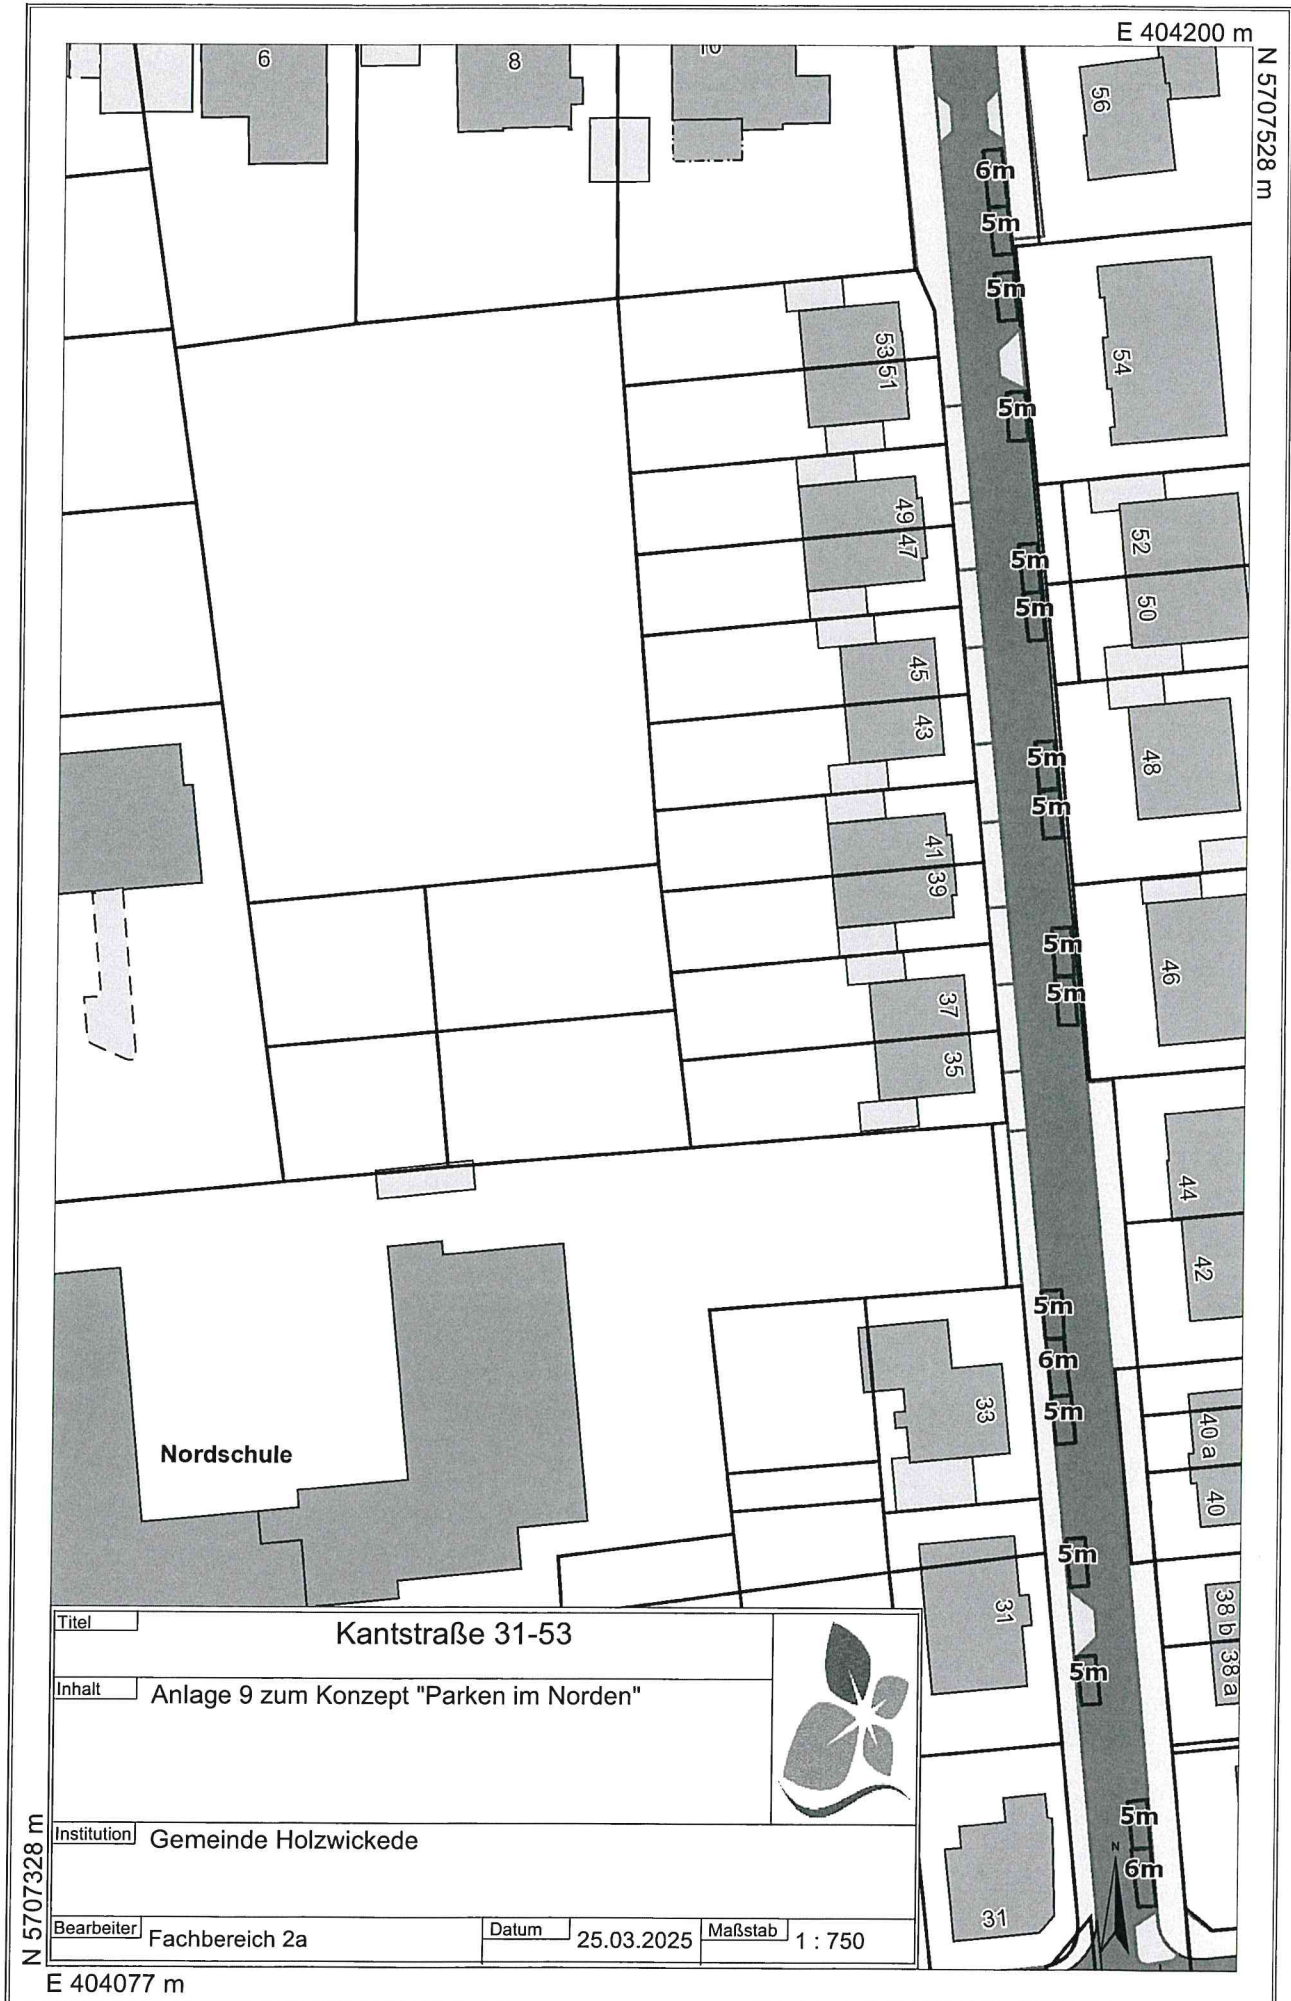 E 404200 m
N 5707528 m
6
8
10
56
6m
5m
5m
53 51
54
5m
49 47
52
5m
50
5m
45
43
48
5m
5m
41 39
5m
46
5m
37
35
44
42
5m
6m
33
5m
40 a
40
Nordschule
5m
31
38 b 38 a
5m
5m
N
6m
31
Titel
Kantstraße 31-53
Inhalt
Anlage 9 zum Konzept "Parken im Norden"
Institution
Gemeinde Holzwickede
Bearbeiter
Fachbereich 2a
Datum
25.03.2025
Maßstab
1 : 750
N 5707328 m
E 404077 m